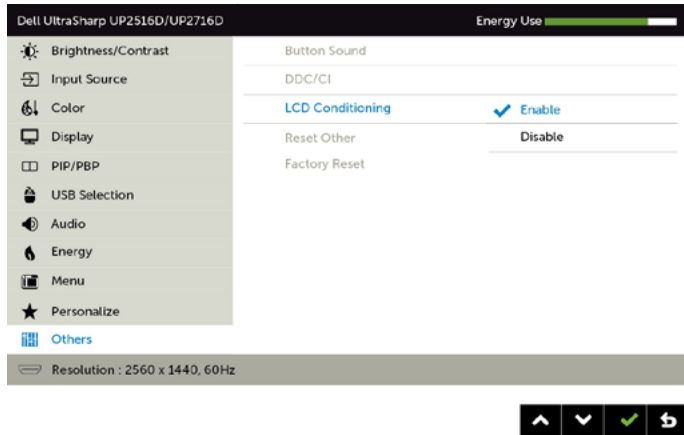 Dell UltraSharp UP2516D/UP2716D
Energy Use
Brightness/Contrast
Input Source
Color
Display
PIP/PBP
USB Selection
Audio
Energy
Menu
Personalize
Others
Button Sound
DDC/CI
LCD Conditioning
Reset Other
Factory Reset
Enable
Disable
Resolution : 2560 x 1440, 60Hz